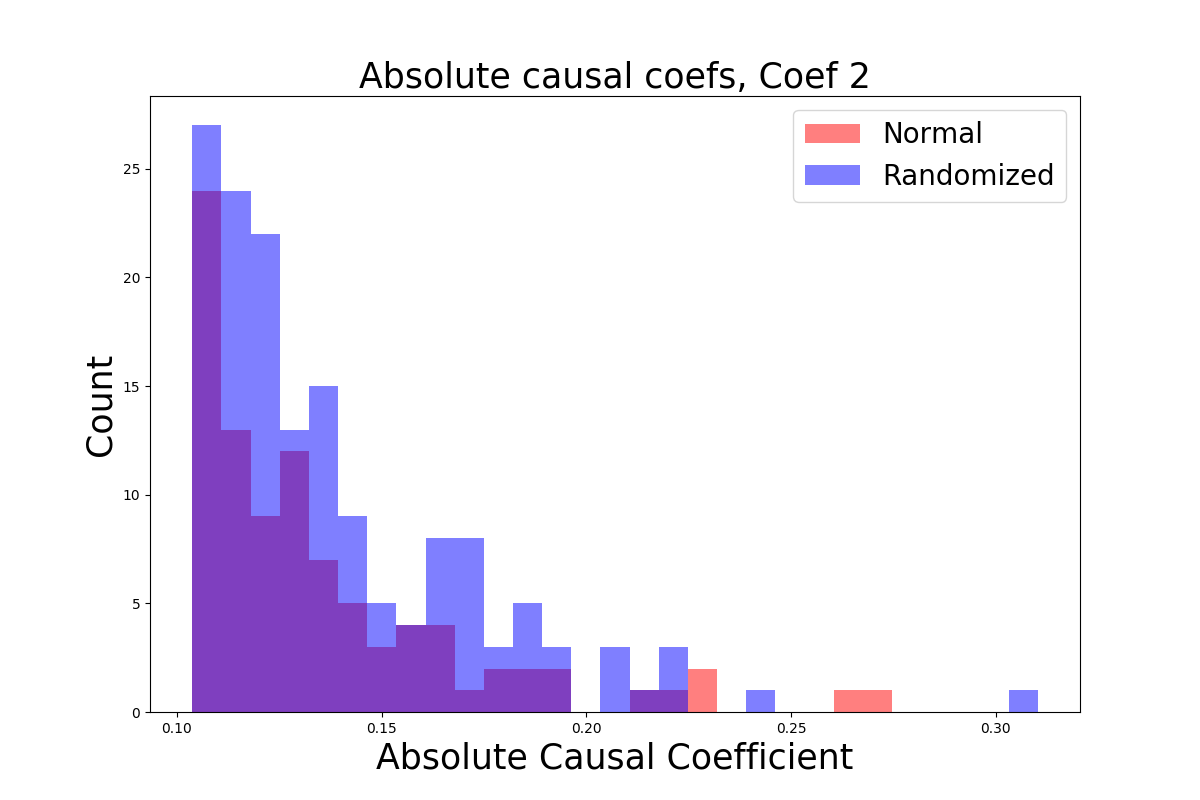 Absolute causal coefs, Coef 2
Normal
Randomized
Count
25
20
15
10
5
0
0.10 0.15 0.20 0.25 0.30
Absolute Causal Coefficient